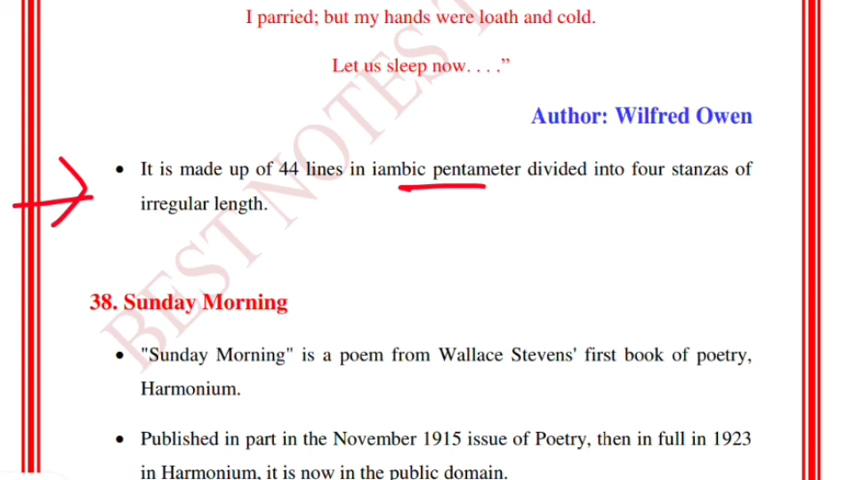 I parried; but my hands were loath and cold.
Let us sleep now. . . .”
Author: Wilfred Owen
• It is made up of 44 lines in iambic pentameter divided into four stanzas of
irregular length.
BEST NOTES
38. Sunday Morning
• "Sunday Morning" is a poem from Wallace Stevens' first book of poetry,
Harmonium.
• Published in part in the November 1915 issue of Poetry, then in full in 1923
in Harmonium, it is now in the public domain.